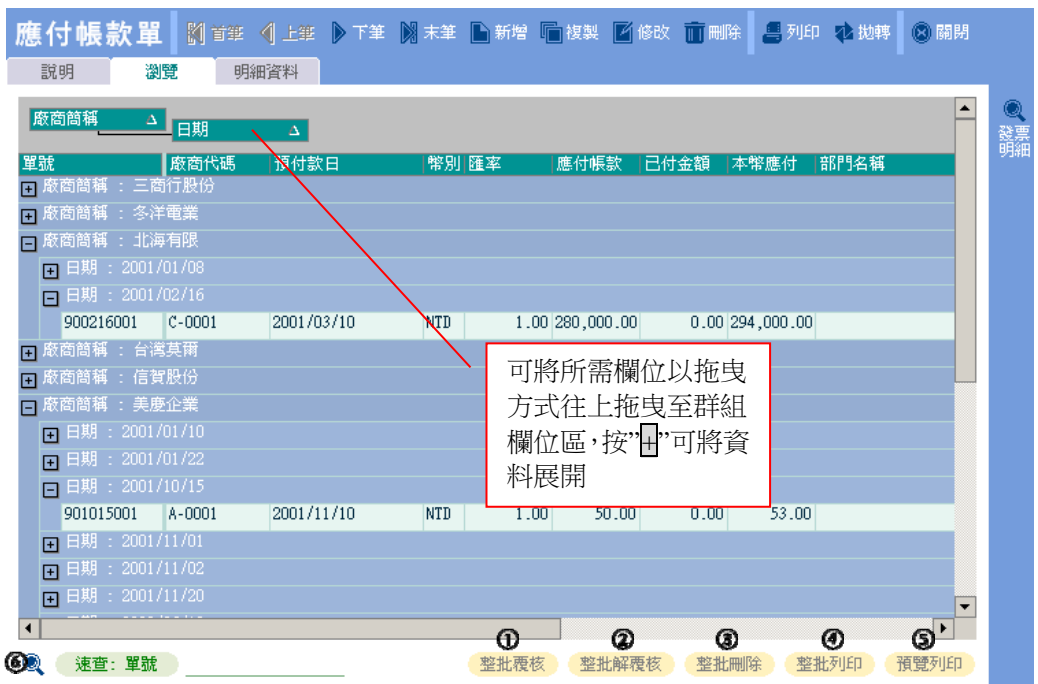 應付帳款單 首筆 上筆 下筆 末筆 新增 複製 修改 刪除 列印 拋轉 關閉
說明 瀏覽 明細資料
發票
明細
廠商簡稱 △
日期 △
單號 廠商代碼 預付款日 幣別 匯率 應付帳款 已付金額 本幣應付 部門名稱
+ 廠商簡稱 : 三商行股份
+ 廠商簡稱 : 冬洋電業
- 廠商簡稱 : 北海有限
+ 日期 : 2001/01/08
- 日期 : 2001/02/16
900216001 C-0001 2001/03/10 NTD 1.00 280,000.00 0.00 294,000.00
+ 廠商簡稱 : 台灣莫爾
+ 廠商簡稱 : 信賀股份
- 廠商簡稱 : 美慶企業
+ 日期 : 2001/01/10
+ 日期 : 2001/01/22
- 日期 : 2001/10/15
901015001 A-0001 2001/11/10 NTD 1.00 50.00 0.00 53.00
+ 日期 : 2001/11/01
+ 日期 : 2001/11/02
+ 日期 : 2001/11/20
可將所需欄位以拖曳
方式往上拖曳至群組
欄位區，按”+”可將資
料展開
① ② ③ ④ ⑤
⑥ 速查: 單號 整批覆核 整批解覆核 整批刪除 整批列印 預覽列印